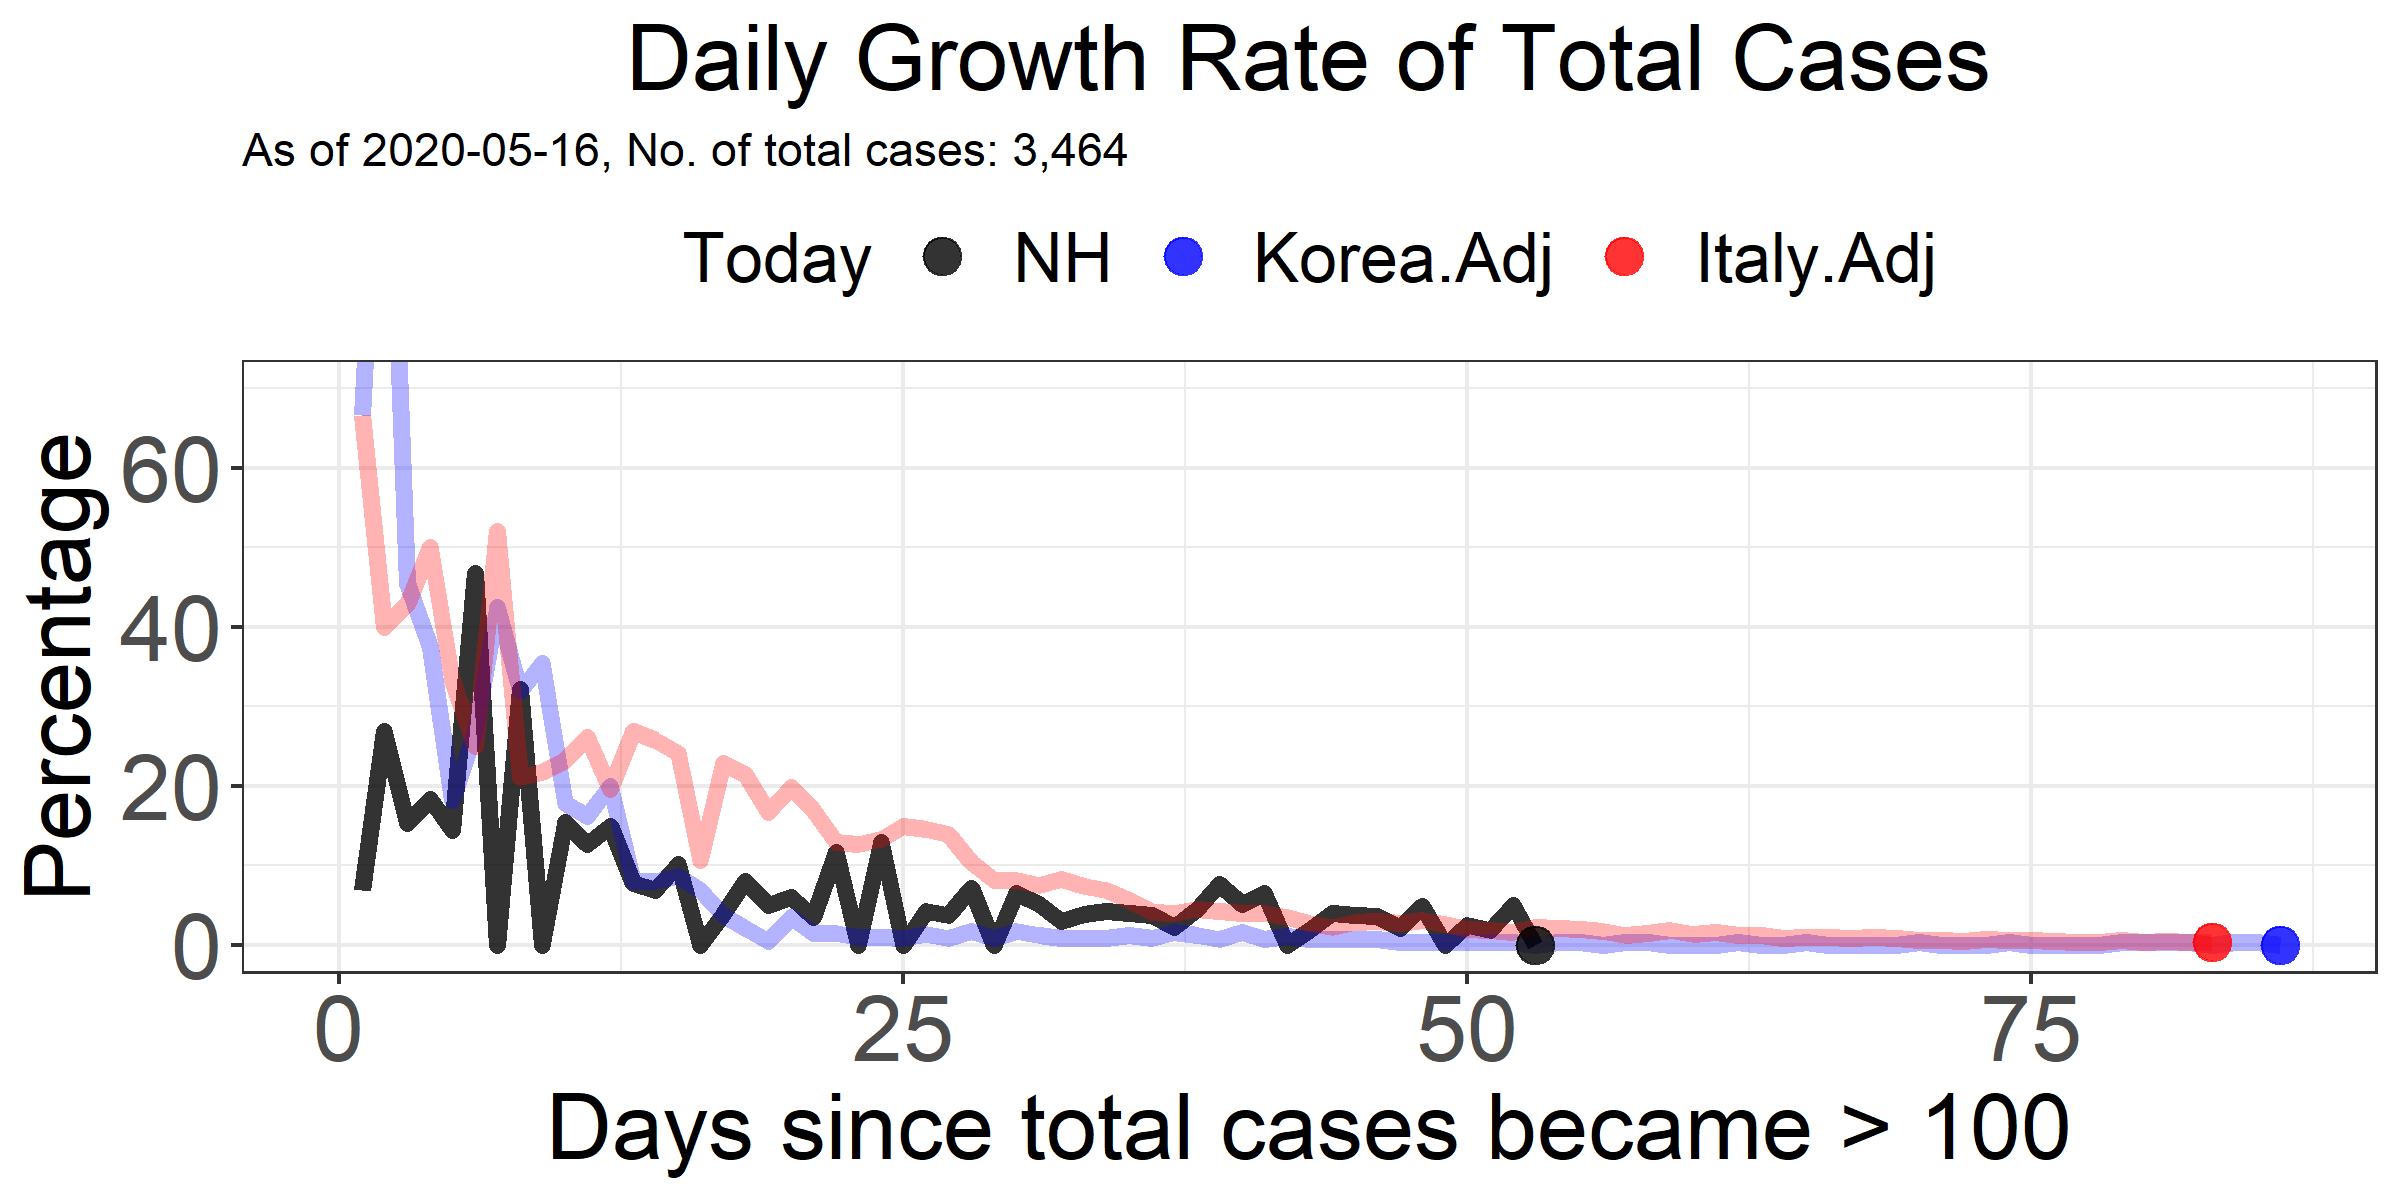 Daily Growth Rate of Total Cases
As of 2020-05-16, No. of total cases: 3,464
Today NH Korea.Adj Italy.Adj
Percentage
60
40
20
0
0 25 50 75
Days since total cases became > 100